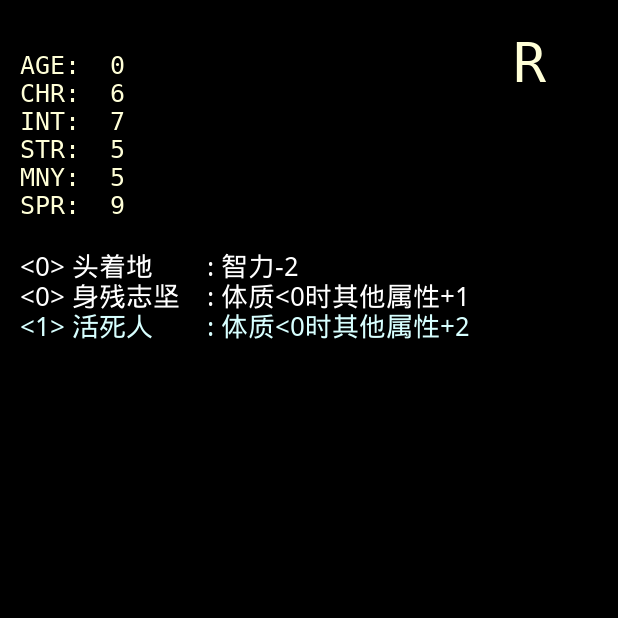 R
AGE: 0
CHR: 6
INT: 7
STR: 5
MNY: 5
SPR: 9
<0> 头着地 : 智力-2
<0> 身残志坚 : 体质<0时其他属性+1
<1> 活死人 : 体质<0时其他属性+2